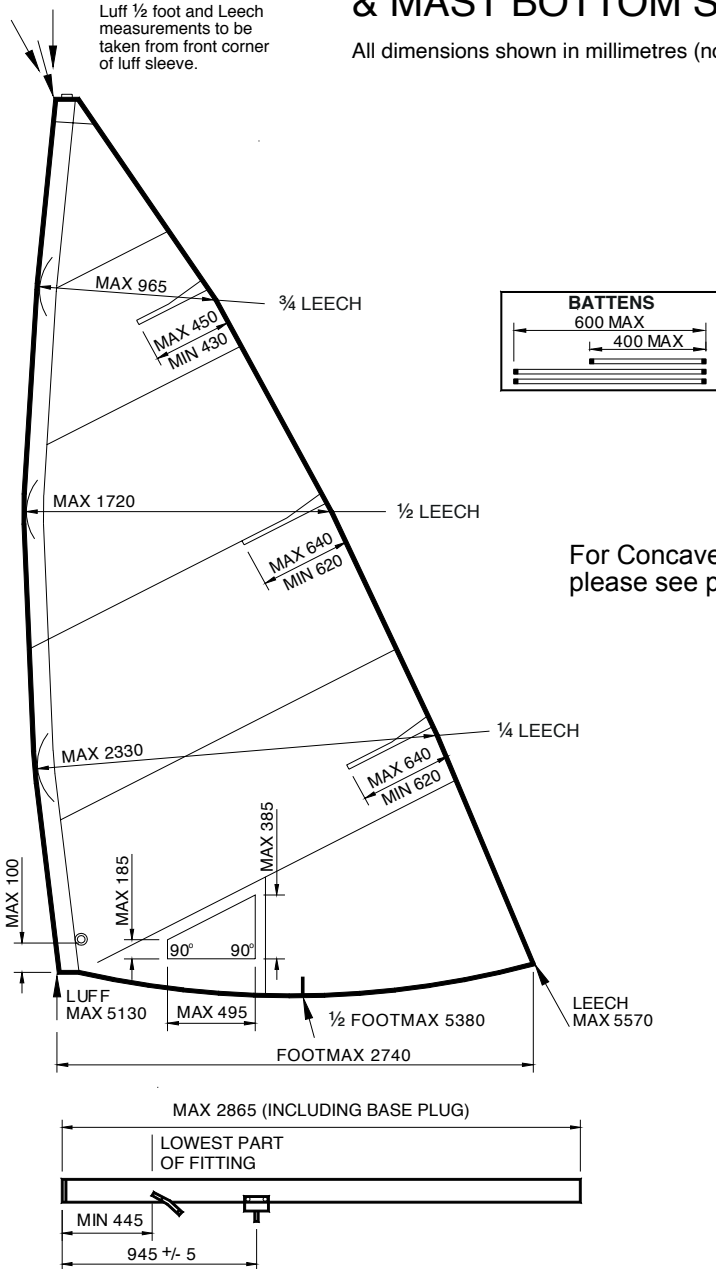 Luff ½ foot and Leech
measurements to be
taken from front corner
of luff sleeve.
& MAST BOTTOM S
All dimensions shown in millimetres (no
MAX 965
¾ LEECH
MAX 450
MIN 430
BATTENS
600 MAX
400 MAX
MAX 1720
½ LEECH
MAX 640
MIN 620
For Concave
please see p
MAX 2330
¼ LEECH
MAX 640
MIN 620
MAX 100
MAX 185
MAX 385
90°
90°
LUFF
MAX 5130
MAX 495
½ FOOTMAX 5380
LEECH
MAX 5570
FOOTMAX 2740
MAX 2865 (INCLUDING BASE PLUG)
LOWEST PART
OF FITTING
MIN 445
945 +/- 5